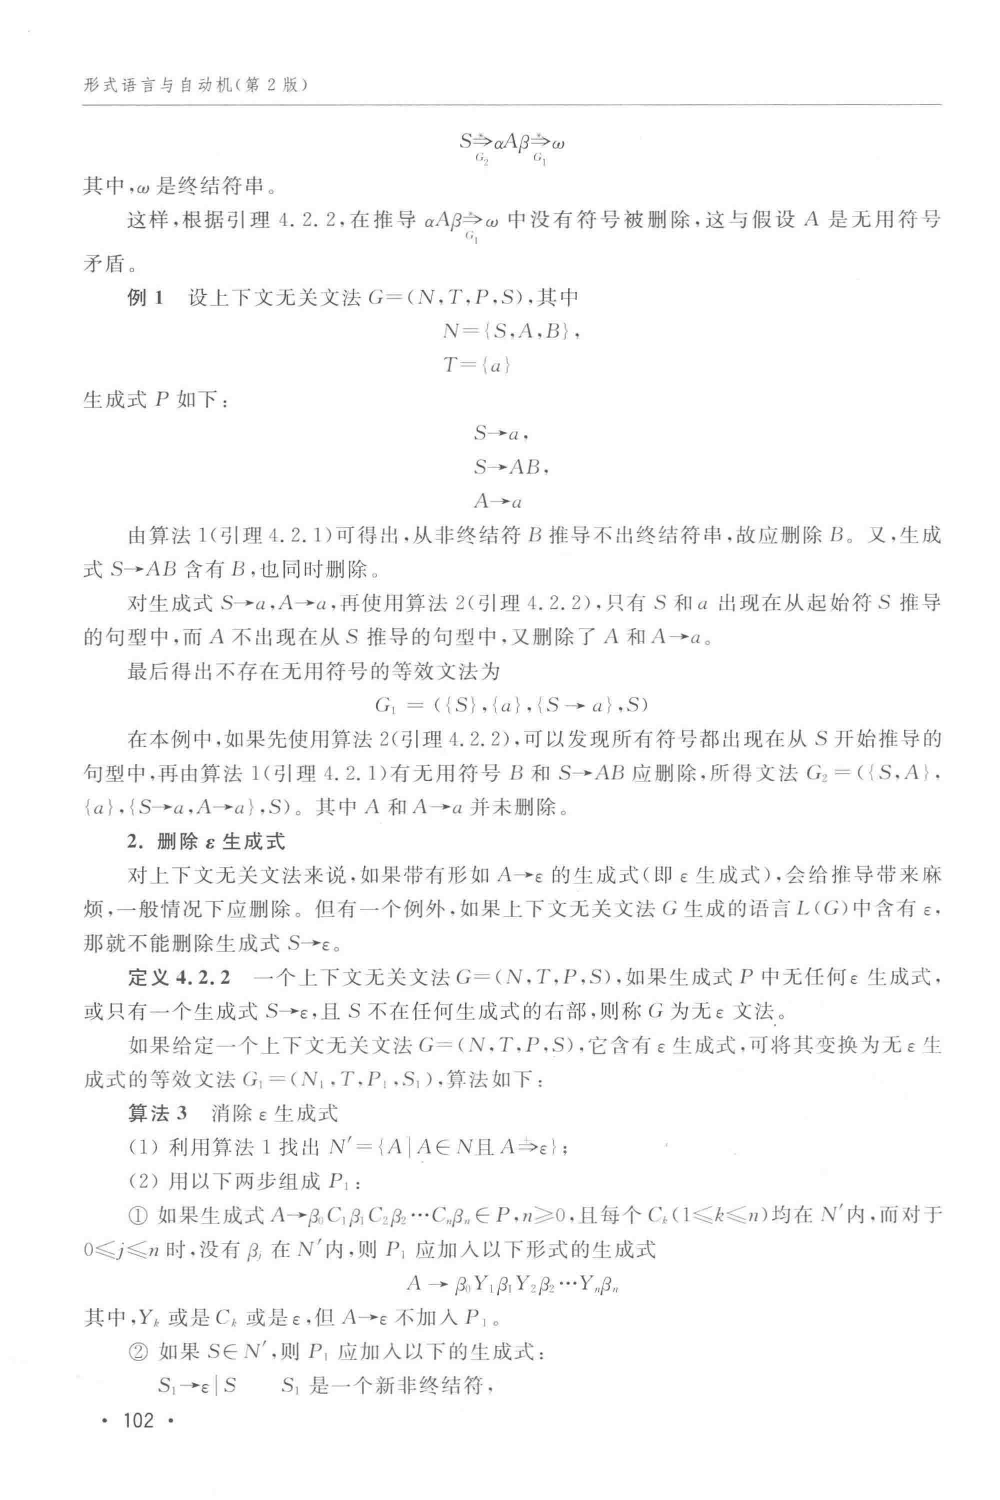 形式语言与自动机(第2版)
S⇒*αAβ⇒*ω
G₂ G₁
其中,ω是终结符串。
这样,根据引理4.2.2,在推导αAβ⇒*ω中没有符号被删除,这与假设A是无用符号
G₁
矛盾。
例1 设上下文无关文法G=(N,T,P,S),其中
N={S,A,B},
T={a}
生成式P如下:
S→a,
S→AB,
A→a
由算法1(引理4.2.1)可得出,从非终结符B推导不出终结符串,故应删除B。又,生成
式S→AB含有B,也同时删除。
对生成式S→a,A→a,再使用算法2(引理4.2.2),只有S和a出现在从起始符S推导
的句型中,而A不出现在从S推导的句型中,又删除了A和A→a。
最后得出不存在无用符号的等效文法为
G₁ = ({S},{a},{S→a},S)
在本例中,如果先使用算法2(引理4.2.2),可以发现所有符号都出现在从S开始推导的
句型中,再由算法1(引理4.2.1)有无用符号B和S→AB应删除,所得文法G₂=({S,A},
{a},{S→a,A→a},S)。其中A和A→a并未删除。
2. 删除ε生成式
对上下文无关文法来说,如果带有形如A→ε的生成式(即ε生成式),会给推导带来麻
烦,一般情况下应删除。但有一个例外,如果上下文无关文法G生成的语言L(G)中含有ε,
那就不能删除生成式S→ε。
定义4.2.2 一个上下文无关文法G=(N,T,P,S),如果生成式P中无任何ε生成式,
或只有一个生成式S→ε,且S不在任何生成式的右部,则称G为无ε文法。
如果给定一个上下文无关文法G=(N,T,P,S),它含有ε生成式,可将其变换为无ε生
成式的等效文法G₁=(N₁,T,P₁,S₁),算法如下:
算法3 消除ε生成式
(1) 利用算法1找出N′={A|A∈N且A⇒*ε};
(2) 用以下两步组成P₁:
① 如果生成式A→β₀C₁β₁C₂β₂…Cₙβₙ∈P,n≥0,且每个Cₖ(1≤k≤n)均在N′内,而对于
0≤j≤n时,没有βⱼ在N′内,则P₁应加入以下形式的生成式
A→β₀Y₁β₁Y₂β₂…Yₙβₙ
其中,Yₖ或是Cₖ或是ε,但A→ε不加入P₁。
② 如果S∈N′,则P₁应加入以下的生成式:
S₁→ε|S S₁是一个新非终结符,
· 102 ·